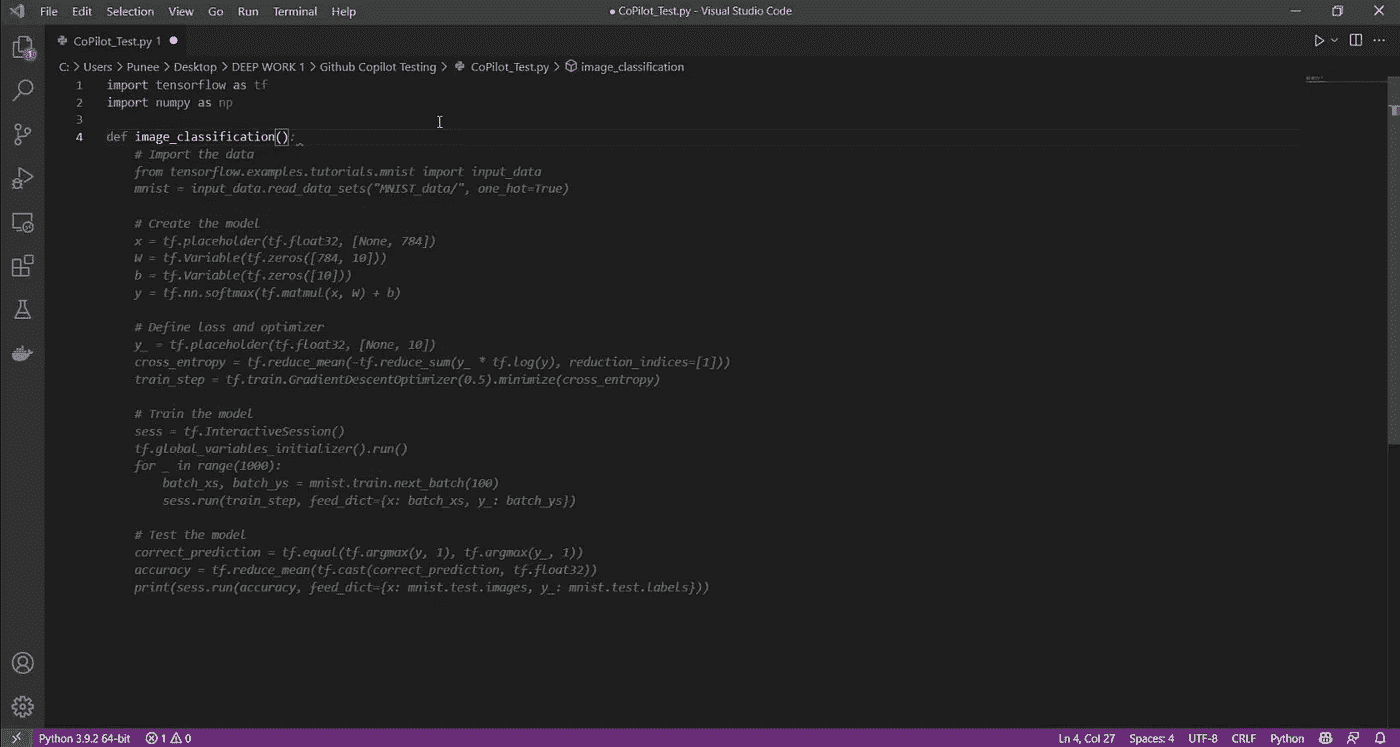 File Edit Selection View Go Run Terminal Help ● CoPilot_Test.py - Visual Studio Code
CoPilot_Test.py 1 ●
C: > Users > Punee > Desktop > DEEP WORK 1 > Github Copilot Testing > CoPilot_Test.py > image_classification
1 import tensorflow as tf
2 import numpy as np
3
4 def image_classification():
# Import the data
from tensorflow.examples.tutorials.mnist import input_data
mnist = input_data.read_data_sets("MNIST_data/", one_hot=True)
# Create the model
x = tf.placeholder(tf.float32, [None, 784])
W = tf.Variable(tf.zeros([784, 10]))
b = tf.Variable(tf.zeros([10]))
y = tf.nn.softmax(tf.matmul(x, W) + b)
# Define loss and optimizer
y_ = tf.placeholder(tf.float32, [None, 10])
cross_entropy = tf.reduce_mean(-tf.reduce_sum(y_ * tf.log(y), reduction_indices=[1]))
train_step = tf.train.GradientDescentOptimizer(0.5).minimize(cross_entropy)
# Train the model
sess = tf.InteractiveSession()
tf.global_variables_initializer().run()
for _ in range(1000):
batch_xs, batch_ys = mnist.train.next_batch(100)
sess.run(train_step, feed_dict={x: batch_xs, y_: batch_ys})
# Test the model
correct_prediction = tf.equal(tf.argmax(y, 1), tf.argmax(y_, 1))
accuracy = tf.reduce_mean(tf.cast(correct_prediction, tf.float32))
print(sess.run(accuracy, feed_dict={x: mnist.test.images, y_: mnist.test.labels}))
Python 3.9.2 64-bit 1 0 Ln 4, Col 27 Spaces: 4 UTF-8 CRLF Python